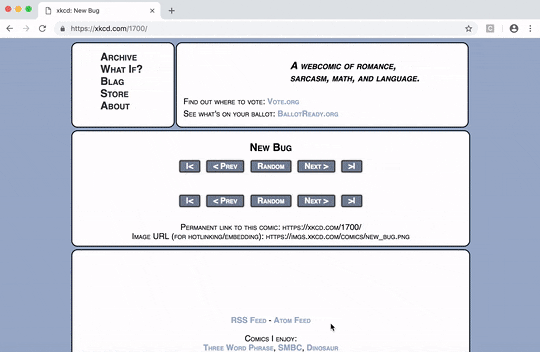 xkcd: New Bug
https://xkcd.com/1700/
Archive
What If?
Blag
Store
About
A webcomic of romance,
sarcasm, math, and language.
Find out where to vote: Vote.org
See what's on your ballot: BallotReady.org
New Bug
|< < Prev Random Next > >|
|< < Prev Random Next > >|
Permanent link to this comic: https://xkcd.com/1700/
Image URL (for hotlinking/embedding): https://imgs.xkcd.com/comics/new_bug.png
RSS Feed - Atom Feed
Comics I enjoy:
Three Word Phrase, SMBC, Dinosaur